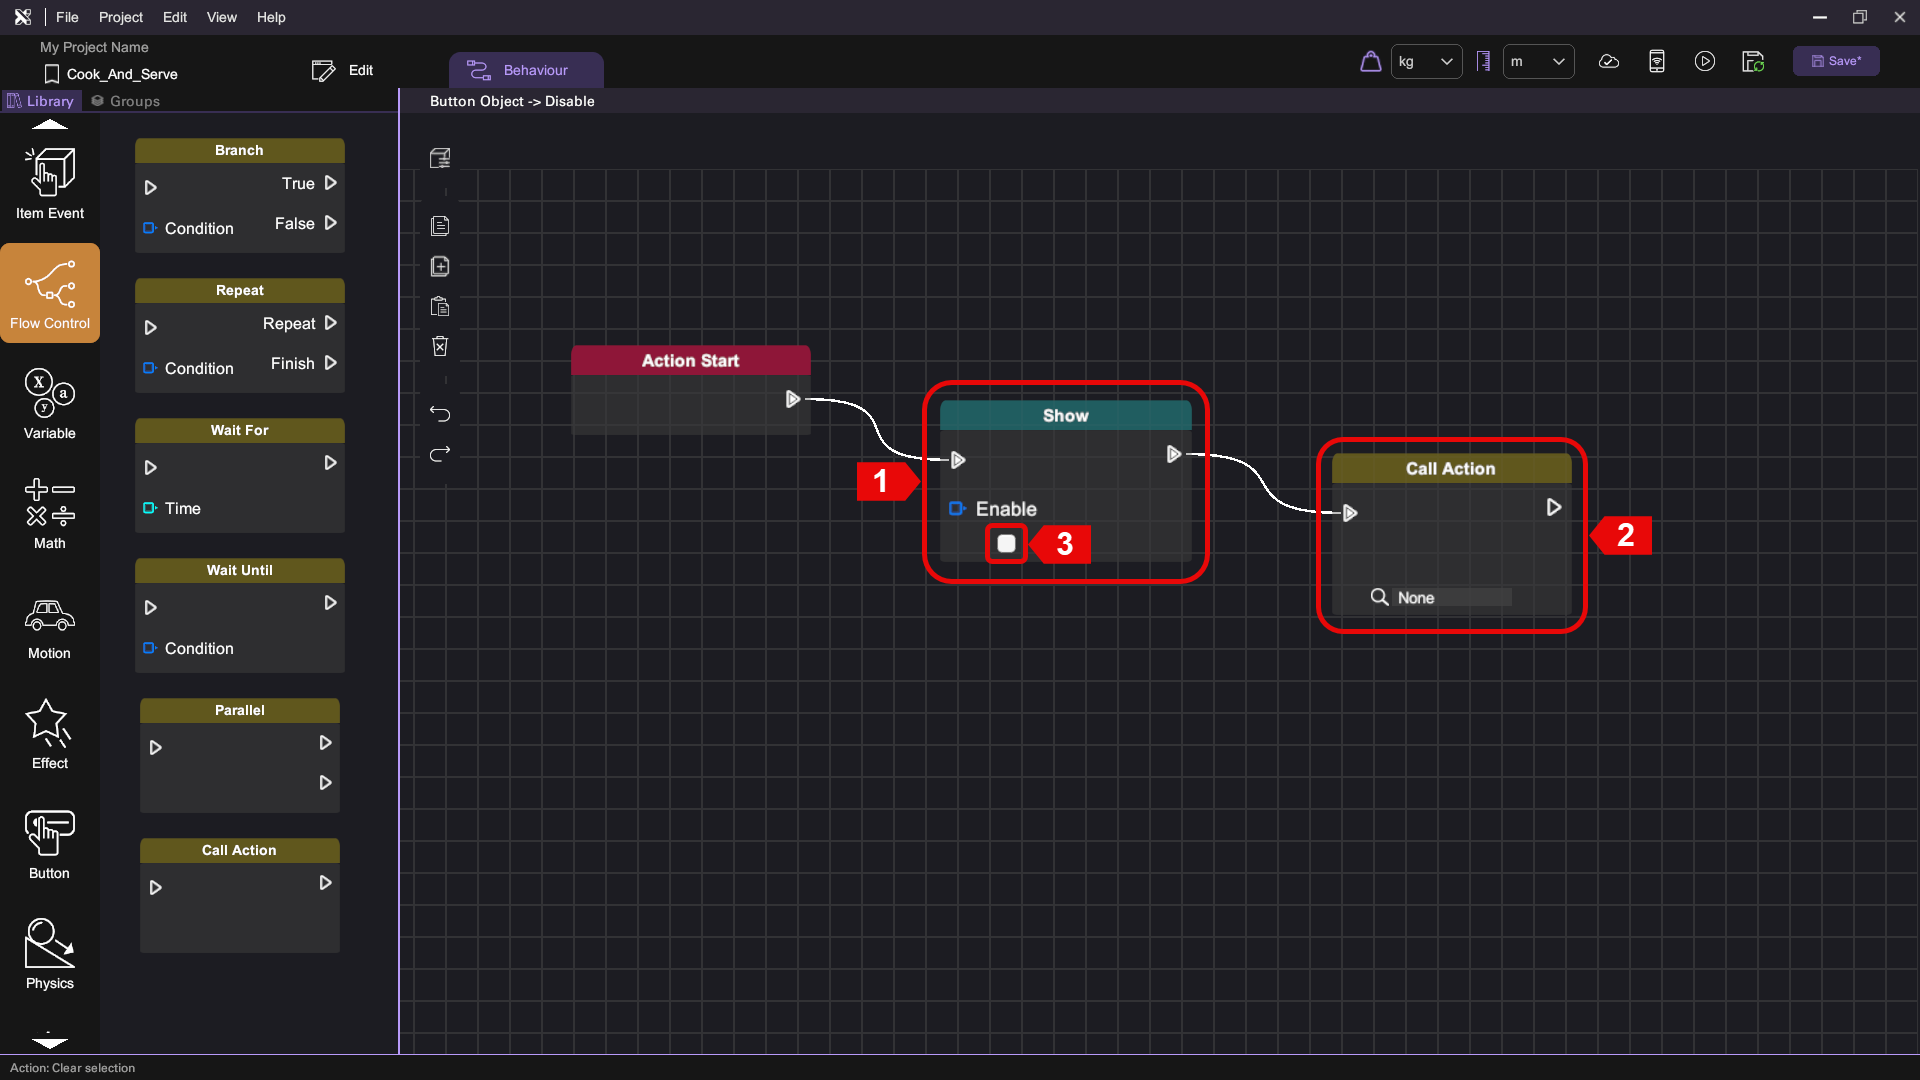 File Project Edit View Help
My Project Name
Cook_And_Serve
Edit
Behaviour
kg
m
Save*
Library Groups
Button Object -> Disable
Item Event
Flow Control
Variable
Math
Motion
Effect
Button
Physics
Branch
True
False
Condition
Repeat
Repeat
Condition
Finish
Wait For
Time
Wait Until
Condition
Parallel
Call Action
Action Start
Show
Enable
1
3
Call Action
None
2
Action: Clear selection